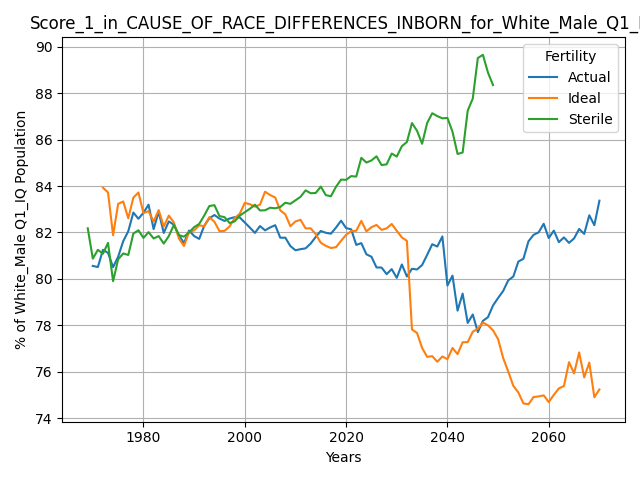 Score_1_in_CAUSE_OF_RACE_DIFFERENCES_INBORN_for_White_Male_Q1_I
Fertility
Actual
Ideal
Sterile
% of White_Male Q1_IQ Population
90
88
86
84
82
80
78
76
74
1980
2000
2020
2040
2060
Years